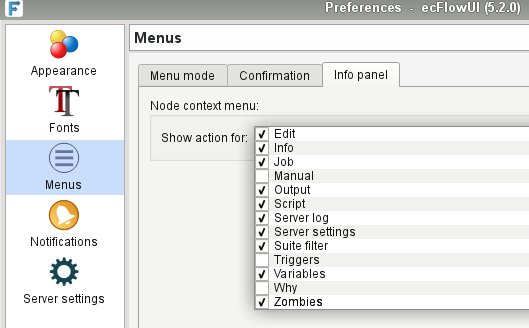 Preferences - ecFlowUI (5.2.0)
Appearance
Fonts
Menus
Notifications
Server settings
Menus
Menu mode
Confirmation
Info panel
Node context menu:
Show action for:
Edit
Info
Job
Manual
Output
Script
Server log
Server settings
Suite filter
Triggers
Variables
Why
Zombies